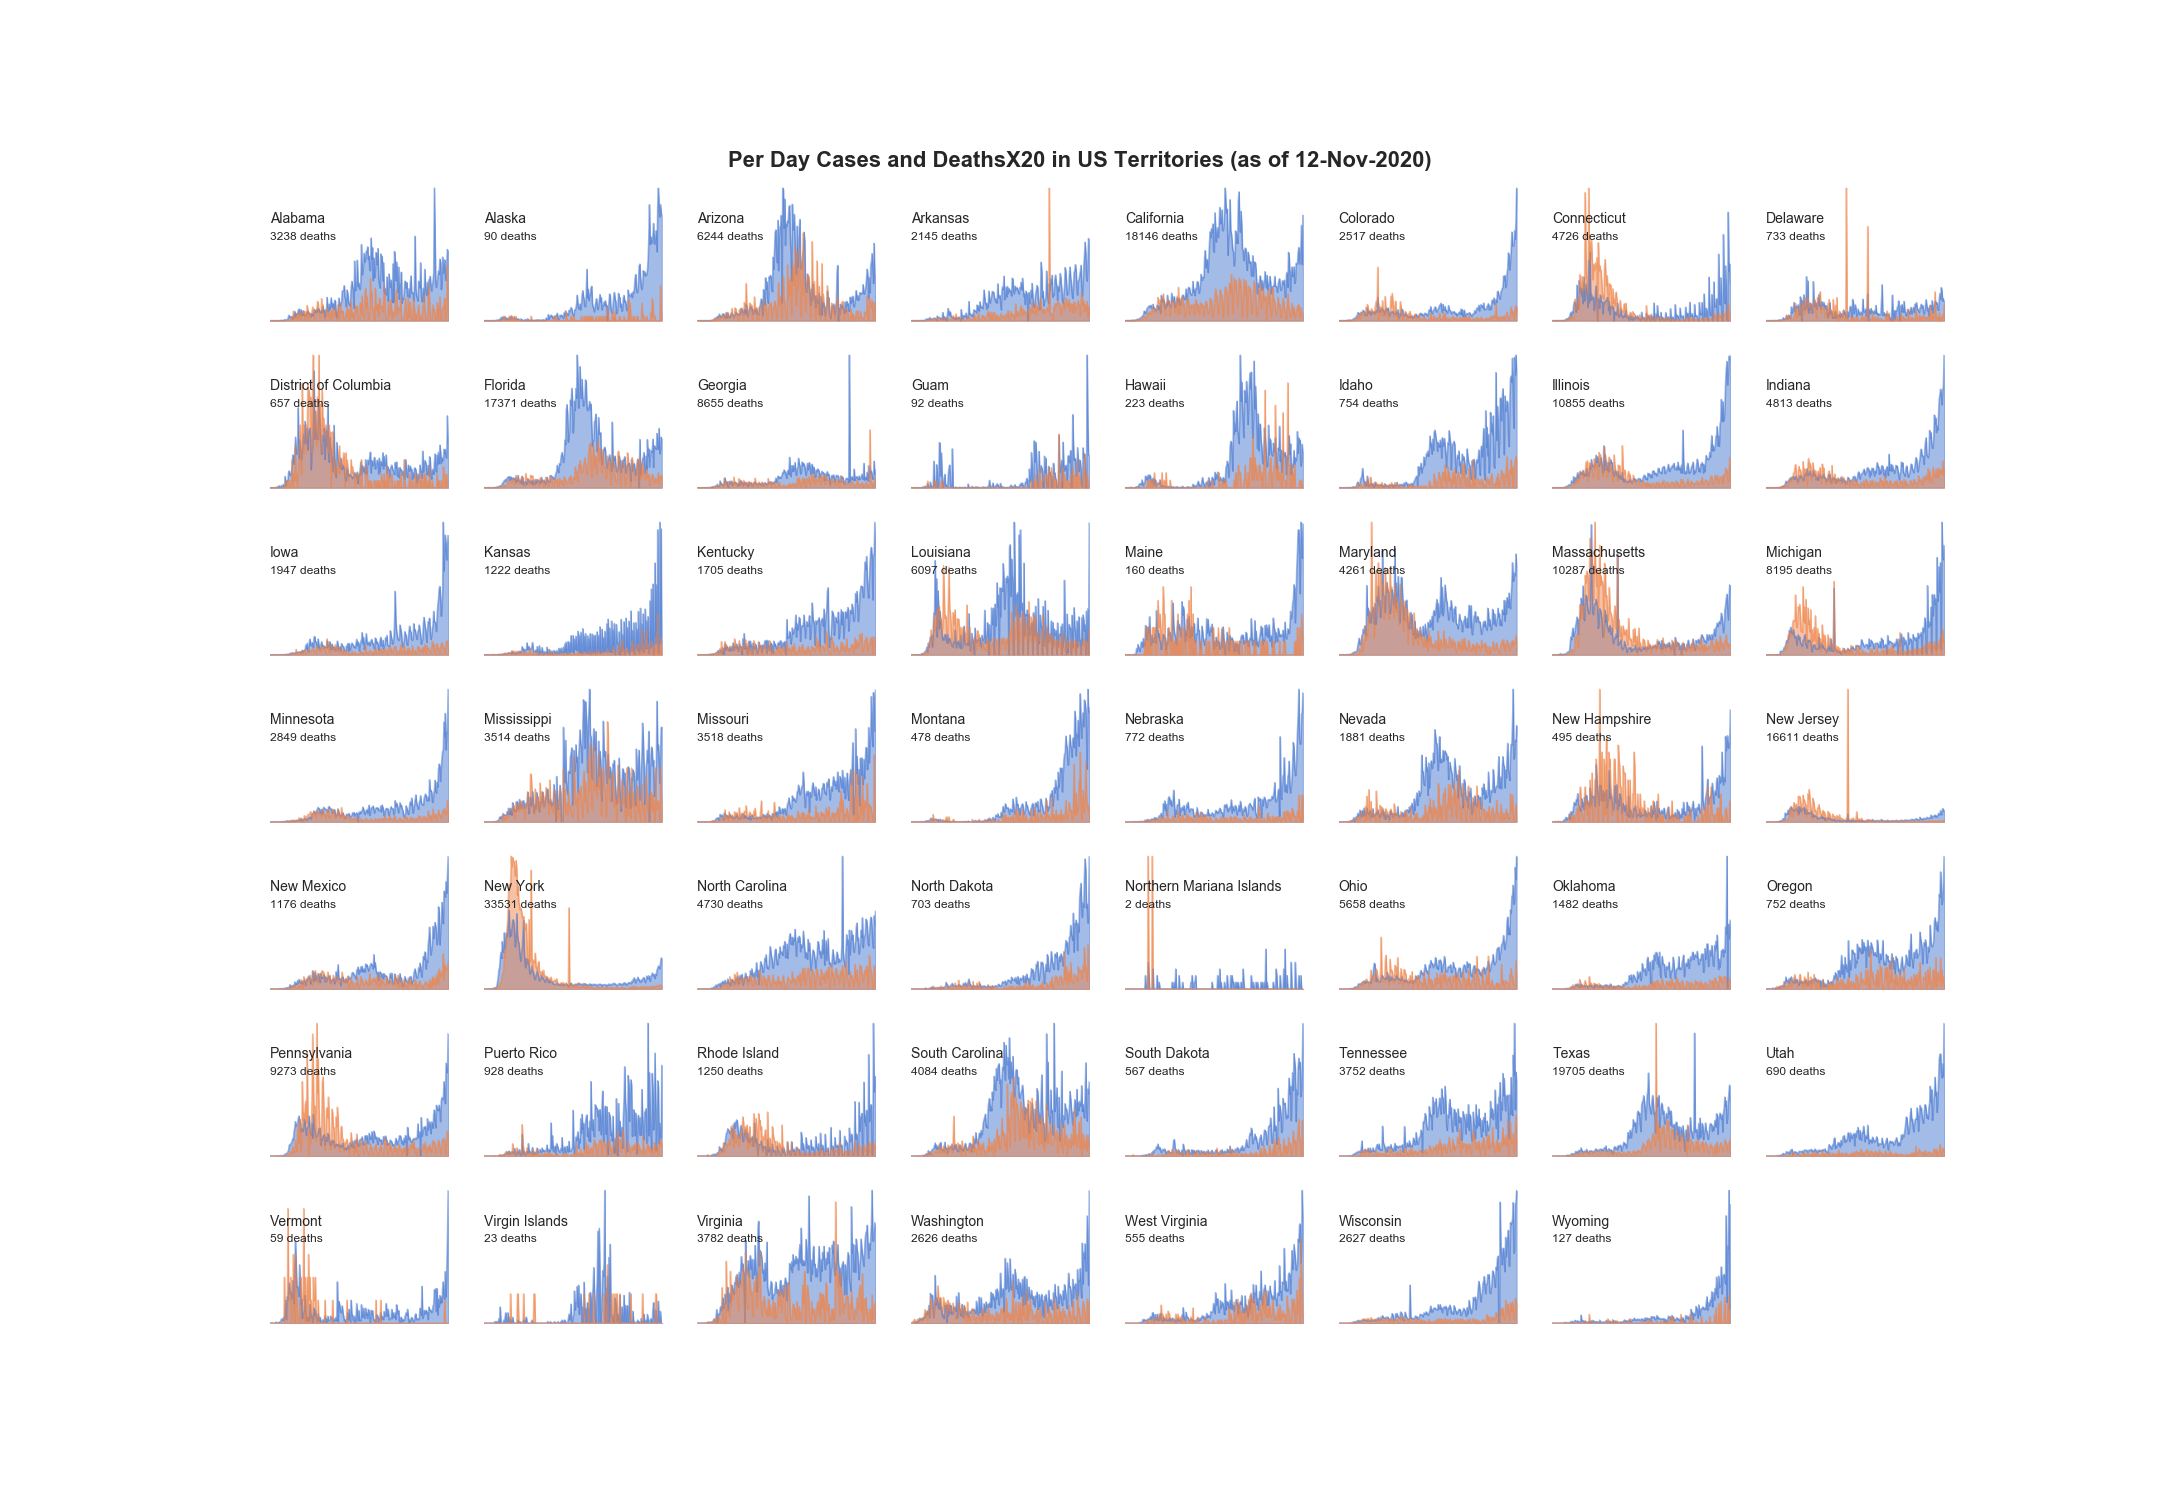 Per Day Cases and DeathsX20 in US Territories (as of 12-Nov-2020)
Alabama
3238 deaths
Alaska
90 deaths
Arizona
6244 deaths
Arkansas
2145 deaths
California
18146 deaths
Colorado
2517 deaths
Connecticut
4726 deaths
Delaware
733 deaths
District of Columbia
657 deaths
Florida
17371 deaths
Georgia
8655 deaths
Guam
92 deaths
Hawaii
223 deaths
Idaho
754 deaths
Illinois
10855 deaths
Indiana
4813 deaths
Iowa
1947 deaths
Kansas
1222 deaths
Kentucky
1705 deaths
Louisiana
6097 deaths
Maine
160 deaths
Maryland
4261 deaths
Massachusetts
10287 deaths
Michigan
8195 deaths
Minnesota
2849 deaths
Mississippi
3514 deaths
Missouri
3518 deaths
Montana
478 deaths
Nebraska
772 deaths
Nevada
1881 deaths
New Hampshire
495 deaths
New Jersey
16611 deaths
New Mexico
1176 deaths
New York
33531 deaths
North Carolina
4730 deaths
North Dakota
703 deaths
Northern Mariana Islands
2 deaths
Ohio
5658 deaths
Oklahoma
1482 deaths
Oregon
752 deaths
Pennsylvania
9273 deaths
Puerto Rico
928 deaths
Rhode Island
1250 deaths
South Carolina
4084 deaths
South Dakota
567 deaths
Tennessee
3752 deaths
Texas
19705 deaths
Utah
690 deaths
Vermont
59 deaths
Virgin Islands
23 deaths
Virginia
3782 deaths
Washington
2626 deaths
West Virginia
555 deaths
Wisconsin
2627 deaths
Wyoming
127 deaths